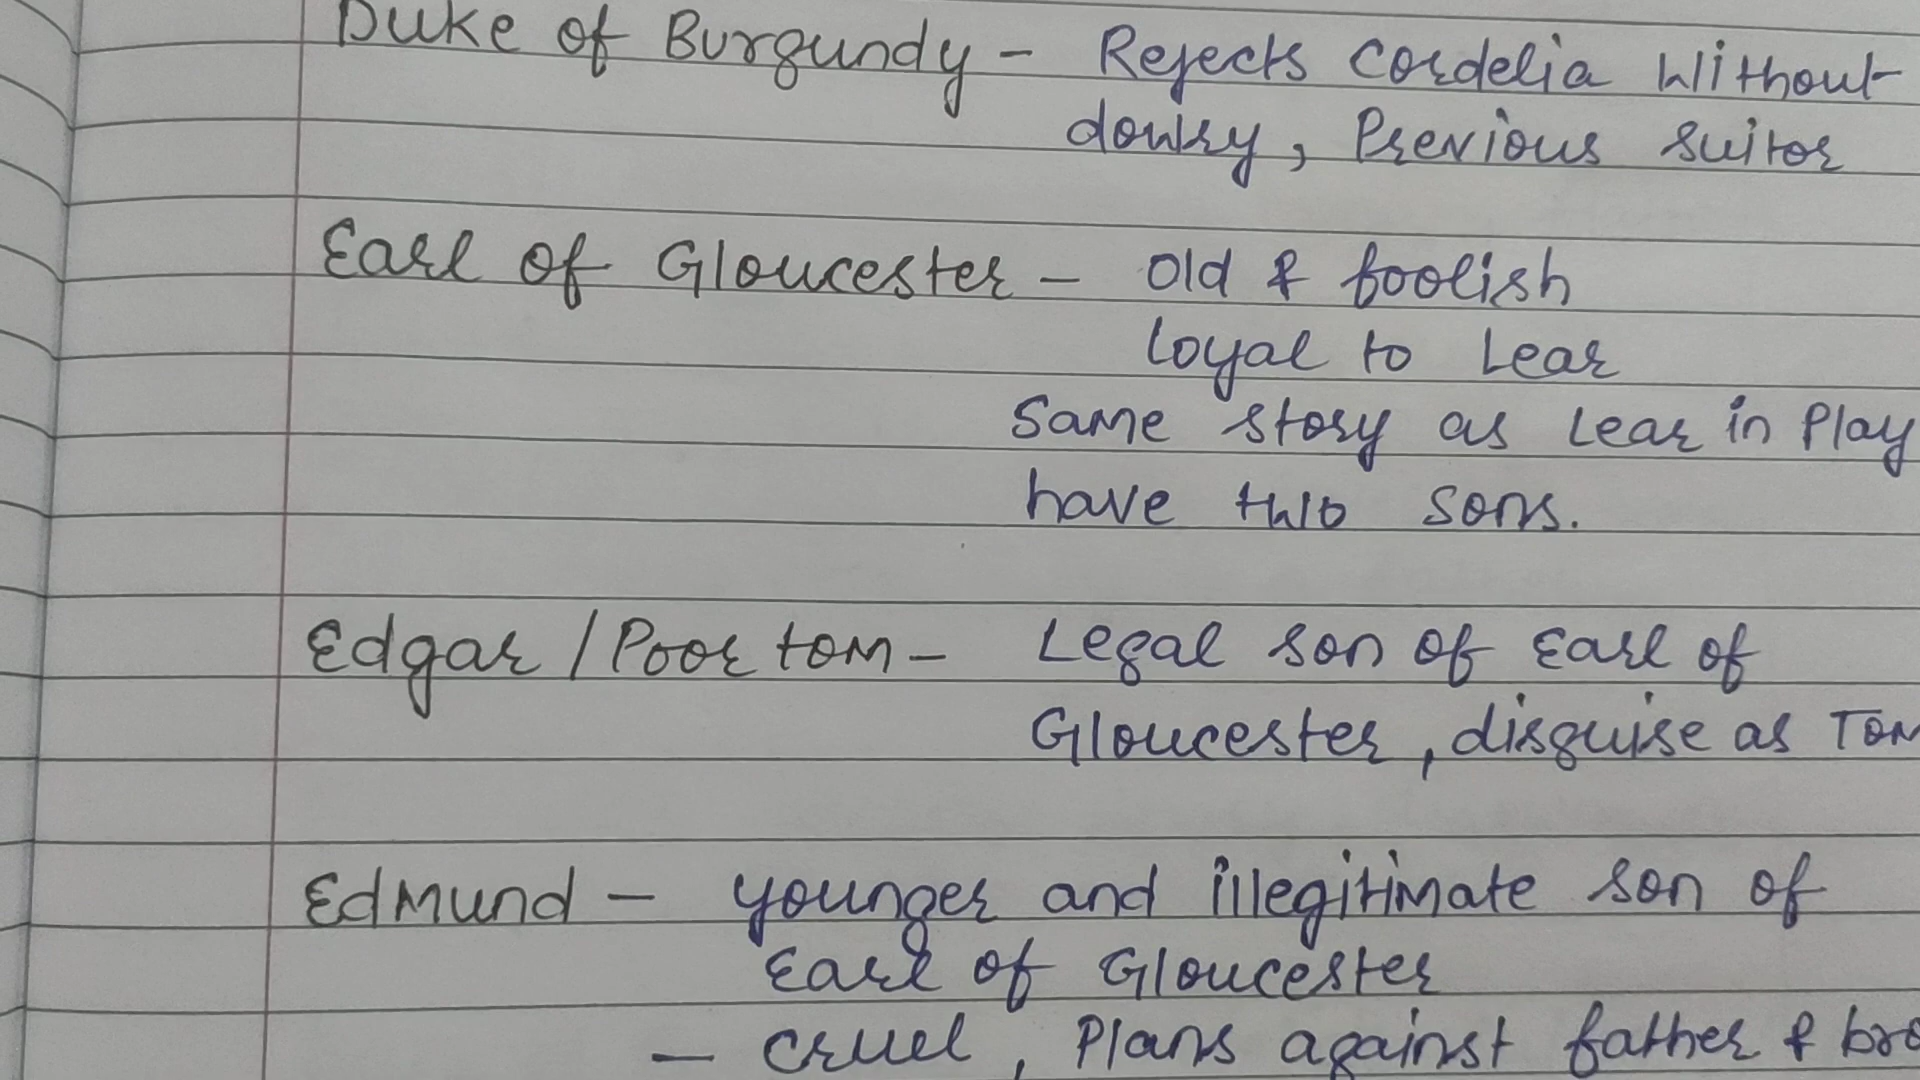 Duke of Burgundy - Rejects Cordelia Without
dowry, Previous suitor
Earl of Gloucester - Old & foolish
Loyal to Lear
Same story as Lear in Play
have two sons.
Edgar / Poor Tom - Legal son of Earl of
Gloucester, disguise as Tom
Edmund - younger and illegitimate son of
Earl of Gloucester
- cruel, Plans against father & bro